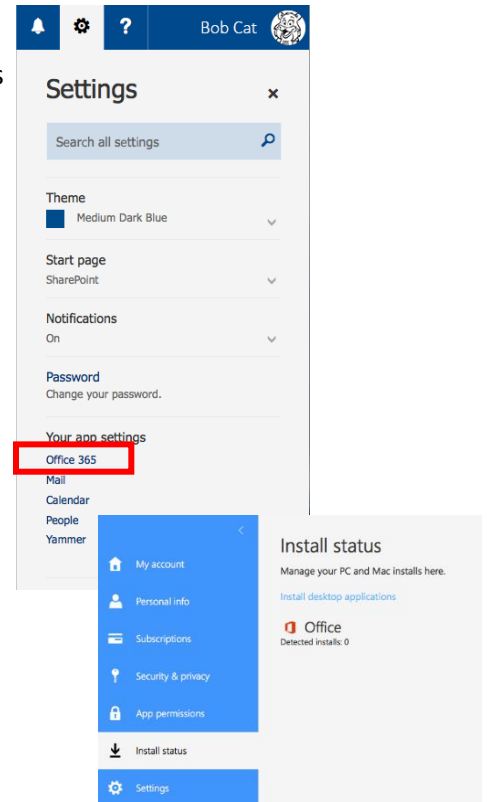 ? Bob Cat
s
Settings ×
Search all settings
Theme
Medium Dark Blue
Start page
SharePoint
Notifications
On
Password
Change your password.
Your app settings
Office 365
Mail
Calendar
People
Yammer
My account
Personal info
Subscriptions
Security & privacy
App permissions
Install status
Settings
Install status
Manage your PC and Mac installs here.
Install desktop applications
Office
Detected installs: 0